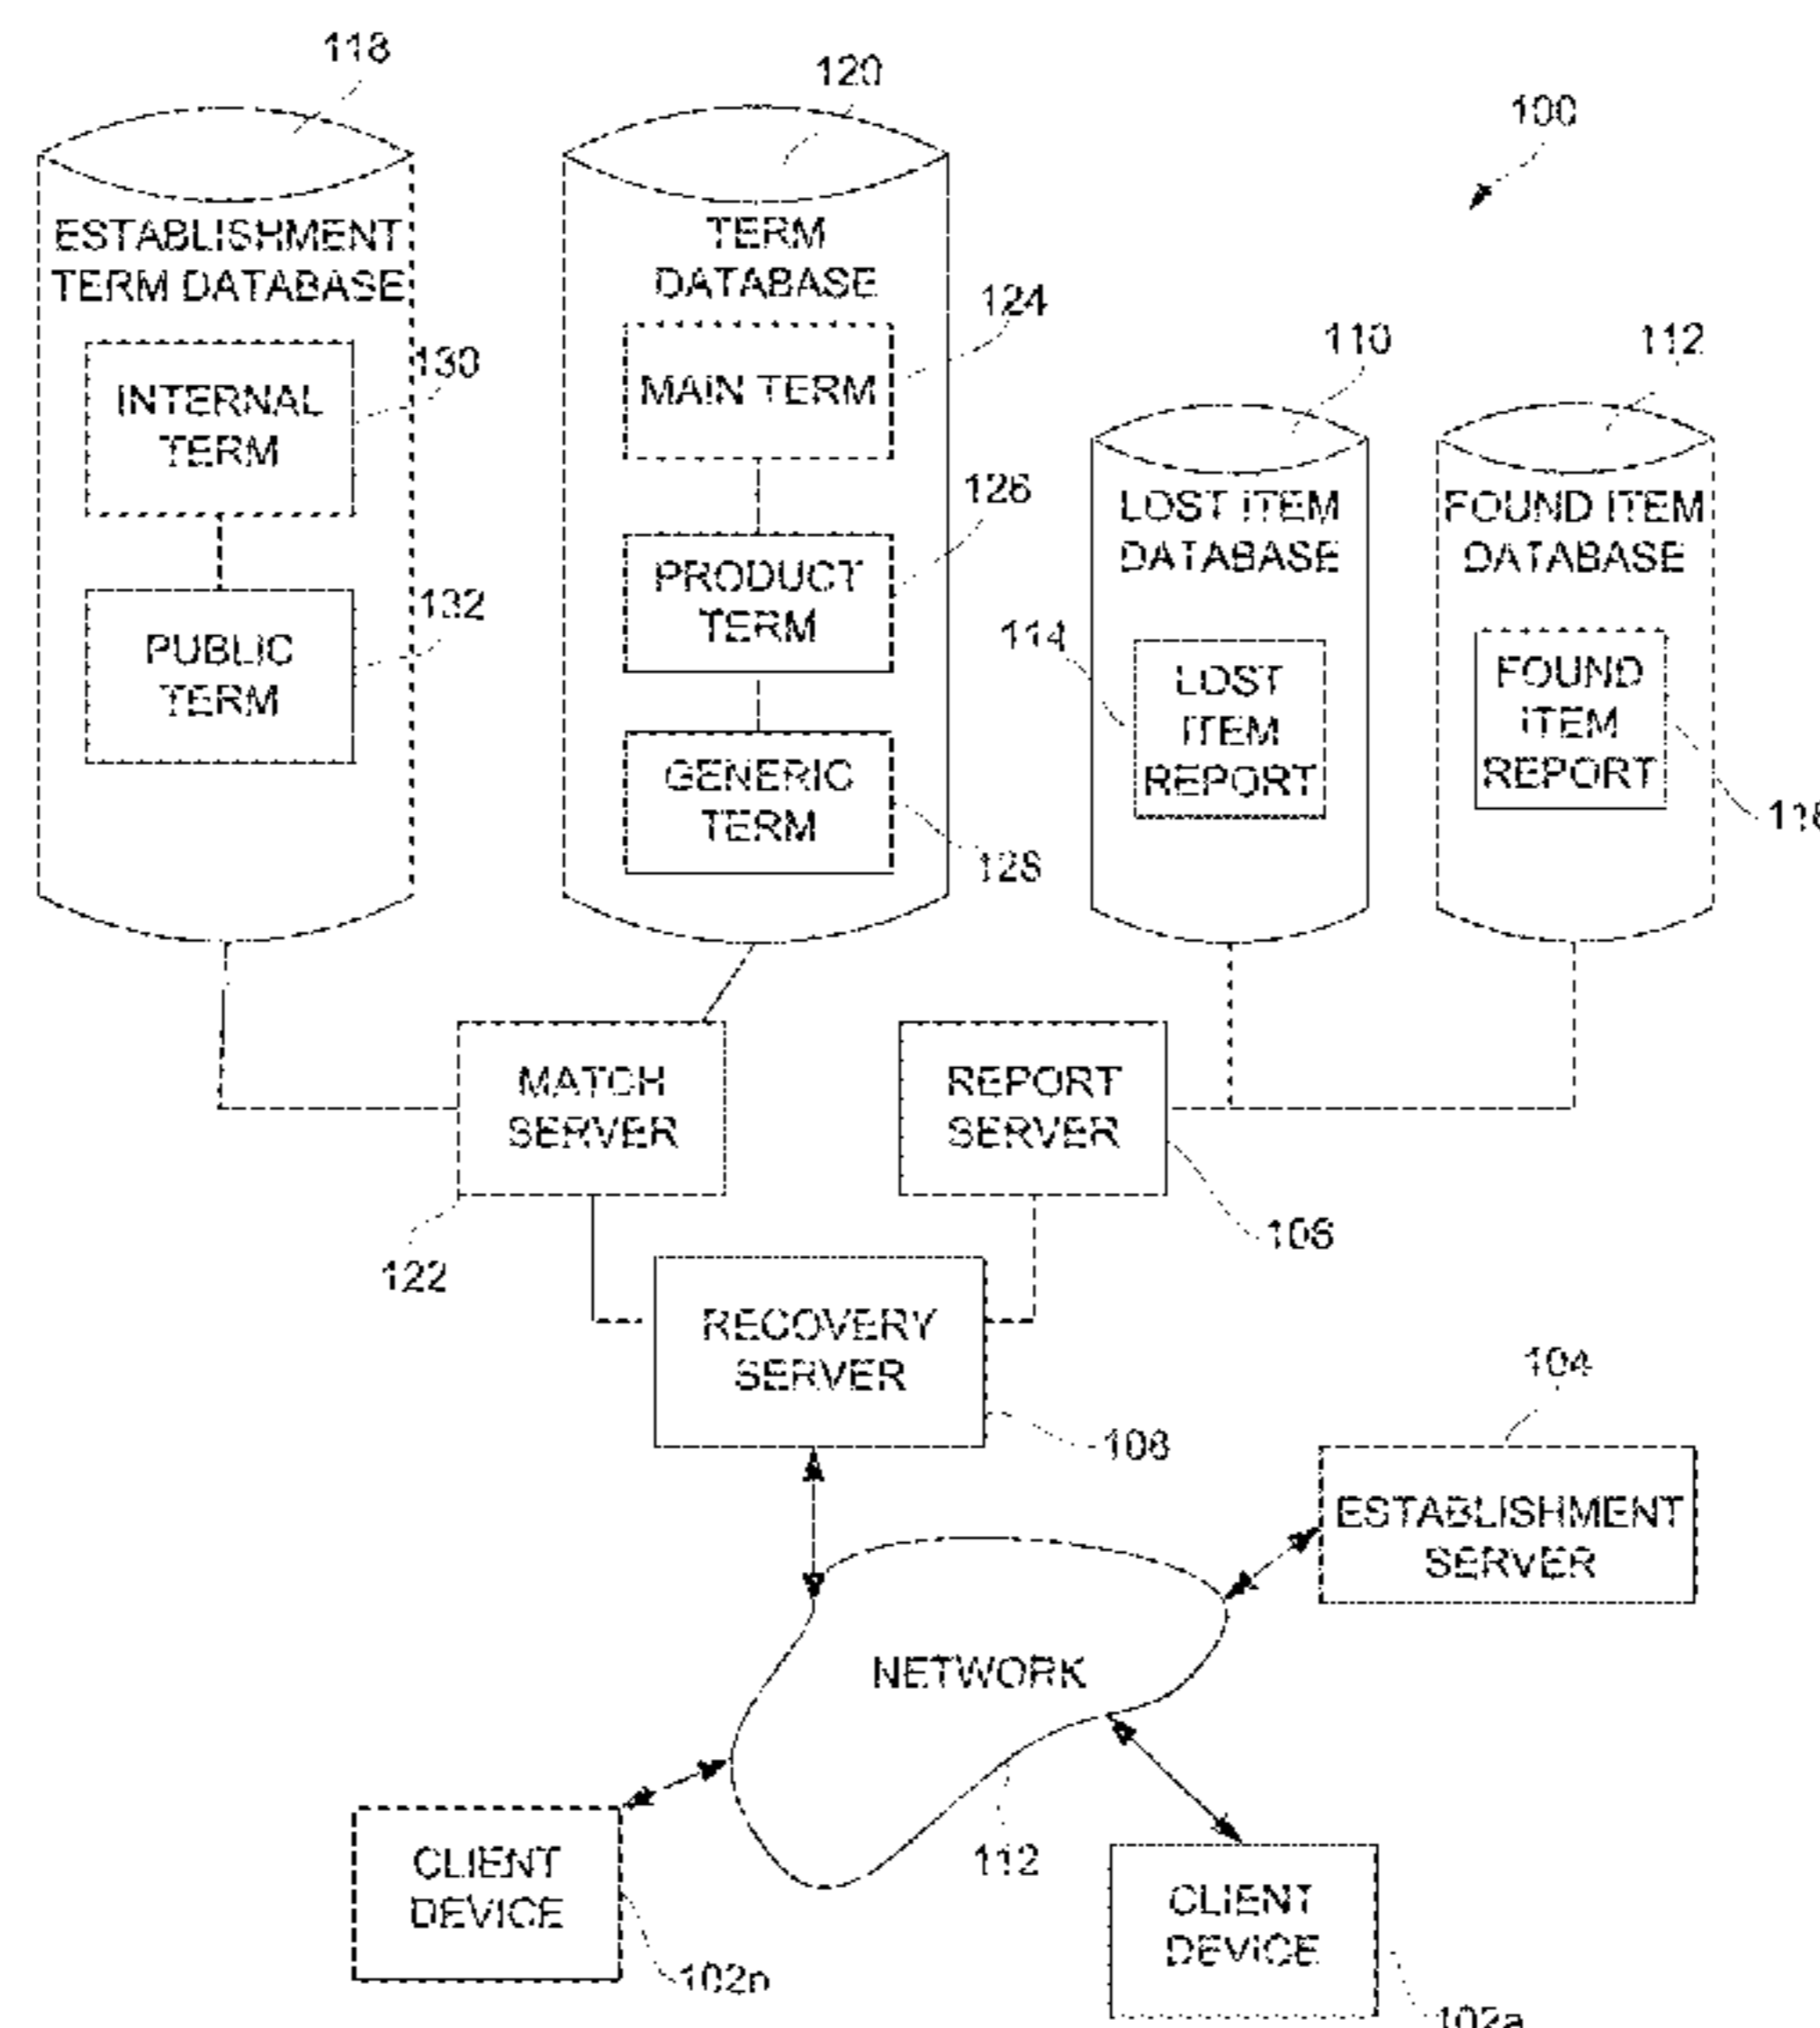 118
120
100
ESTABLISHMENT
TERM DATABASE
TERM
DATABASE
124
130
INTERNAL
TERM
MAIN TERM
110
112
126
LOST ITEM
DATABASE
FOUND ITEM
DATABASE
PRODUCT
TERM
132
PUBLIC
TERM
114
LOST
ITEM
REPORT
FOUND
ITEM
REPORT
GENERIC
TERM
128
MATCH
SERVER
REPORT
SERVER
106
122
RECOVERY
SERVER
108
104
ESTABLISHMENT
SERVER
NETWORK
112
CLIENT
DEVICE
102n
CLIENT
DEVICE
102a